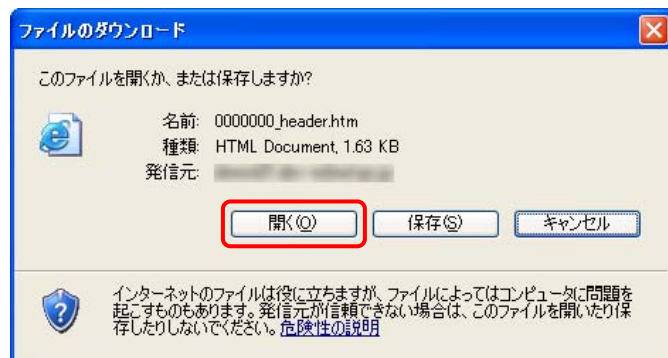 ファイルのダウンロード
このファイルを開くか、または保存しますか?
名前: 0000000_header.htm
種類: HTML Document, 1.63 KB
発信元:
開く(O) 保存(S) キャンセル
インターネットのファイルは役に立ちますが、ファイルによってはコンピュータに問題を
起こすものもあります。発信元が信頼できない場合は、このファイルを開いたり保
存したりしないでください。危険性の説明